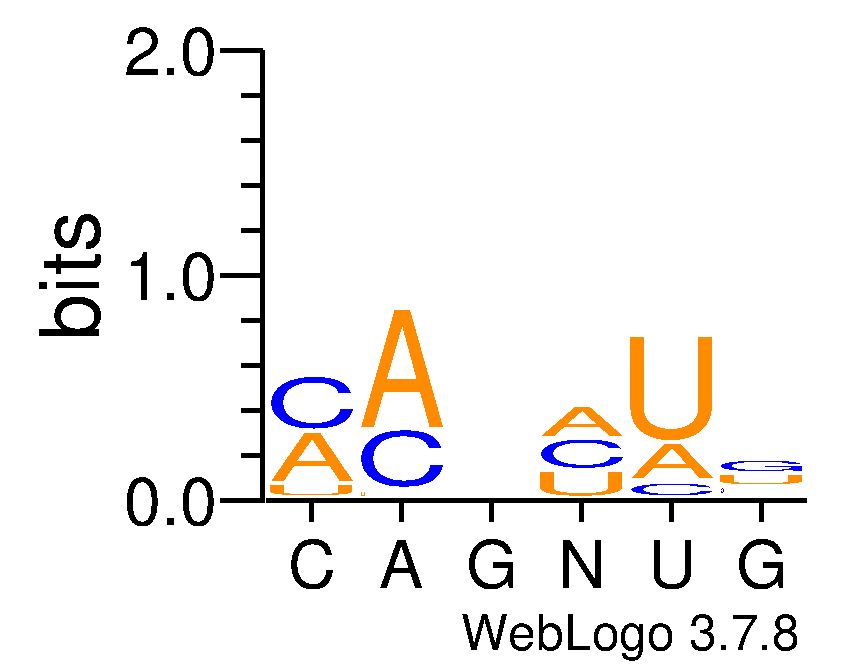 2.0
1.0
0.0
bits
C A A U
A C C A G
U U U C U
C A G N U G
WebLogo 3.7.8